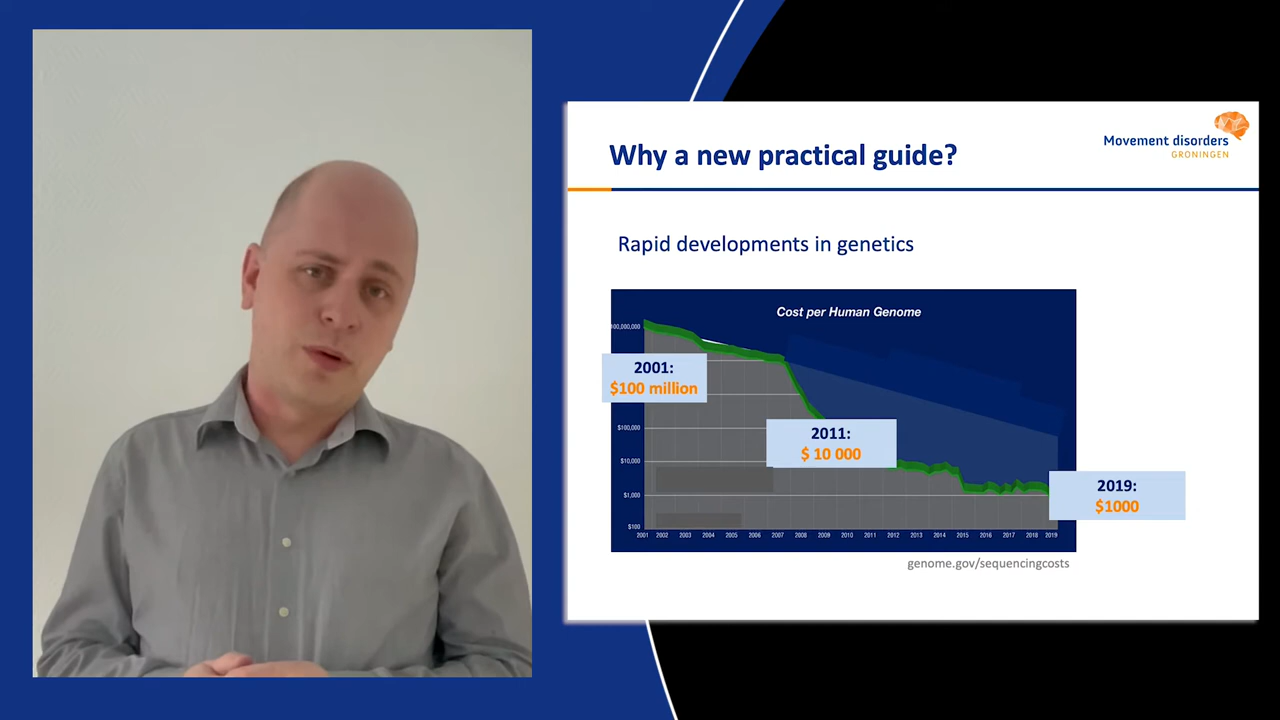 Why a new practical guide?
Movement disorders
GRONINGEN
Rapid developments in genetics
Cost per Human Genome
2001:
$100 million
2011:
$ 10 000
2019:
$1000
$100,000
$10,000
$1,000
$100
2001 2002 2003 2004 2005 2006 2007 2008 2009 2010 2011 2012 2013 2014 2015 2016 2017 2018 2019
genome.gov/sequencingcosts